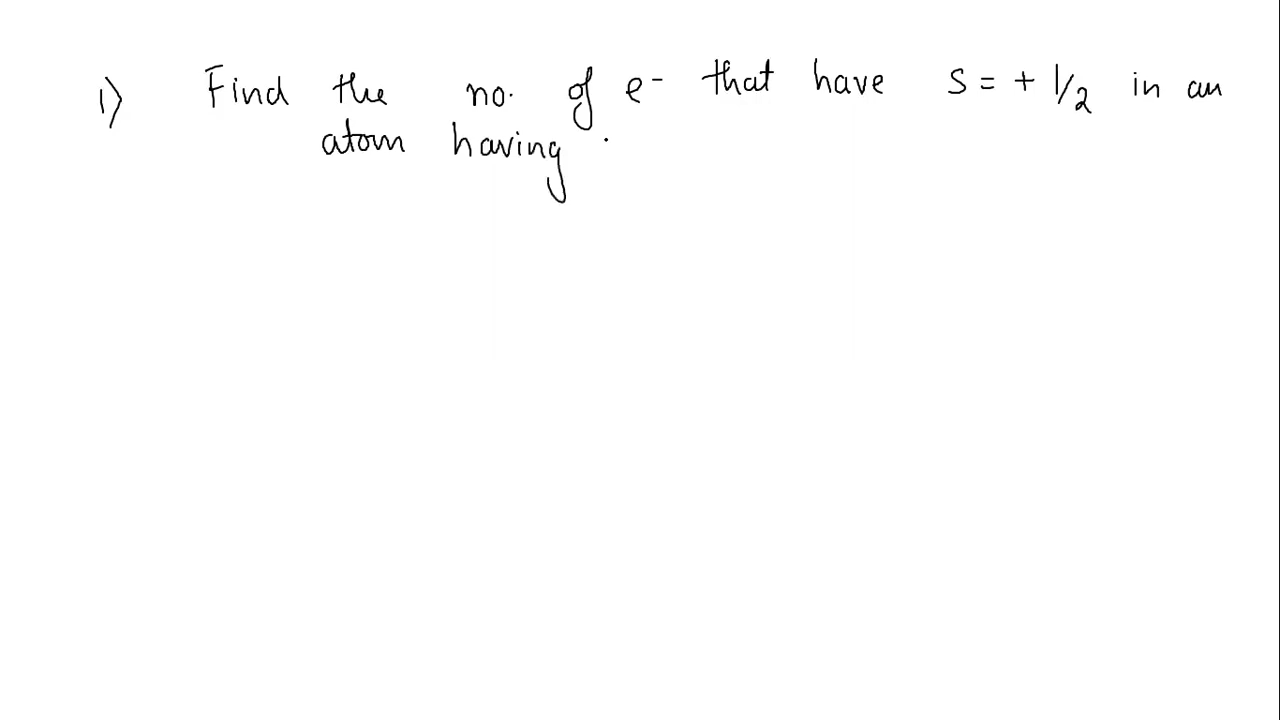 1) Find the no. of e⁻ that have s = + 1/2 in an
atom having .